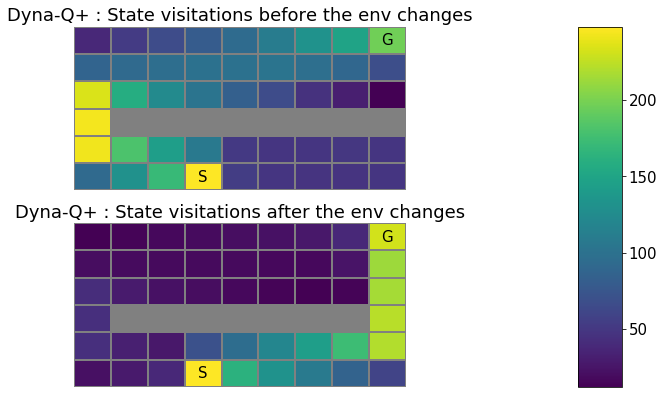 Dyna-Q+ : State visitations before the env changes
G
S
Dyna-Q+ : State visitations after the env changes
G
S
200
150
100
50